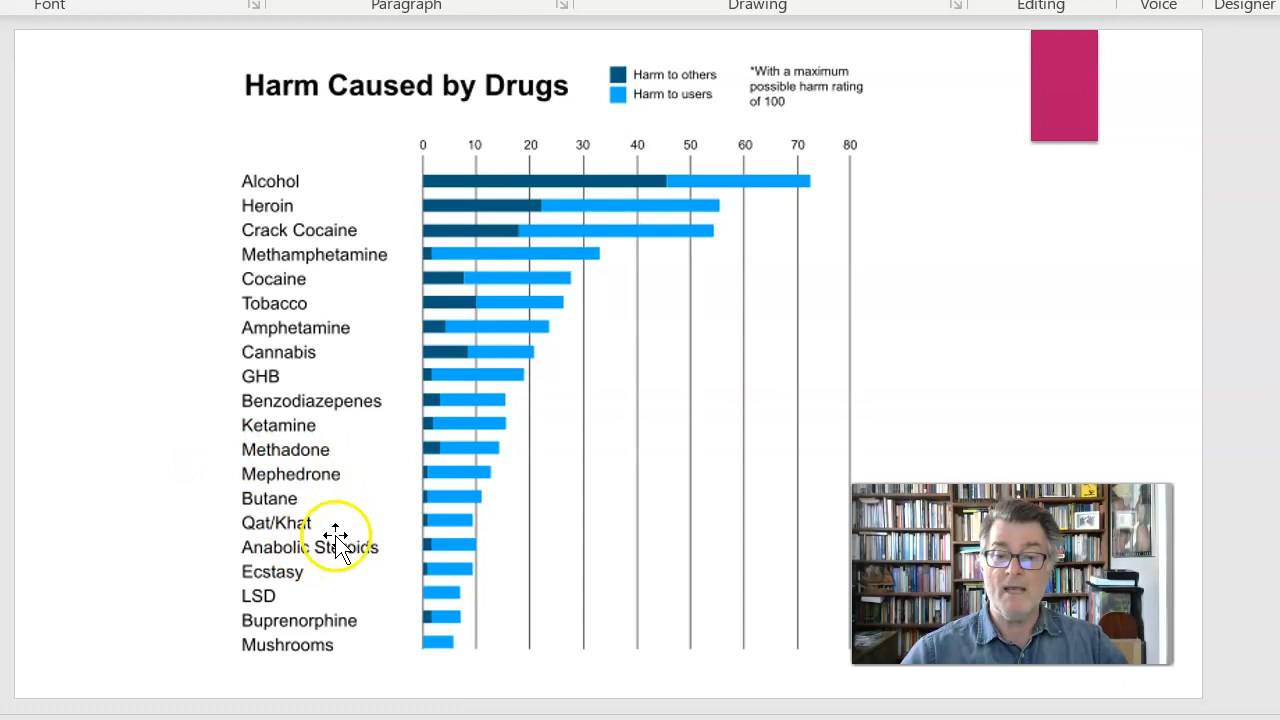 Font Paragraph Drawing Editing Voice Designer
Harm Caused by Drugs
Harm to others
Harm to users
*With a maximum
possible harm rating
of 100
0 10 20 30 40 50 60 70 80
Alcohol
Heroin
Crack Cocaine
Methamphetamine
Cocaine
Tobacco
Amphetamine
Cannabis
GHB
Benzodiazepenes
Ketamine
Methadone
Mephedrone
Butane
Qat/Khat
Anabolic Steroids
Ecstasy
LSD
Buprenorphine
Mushrooms